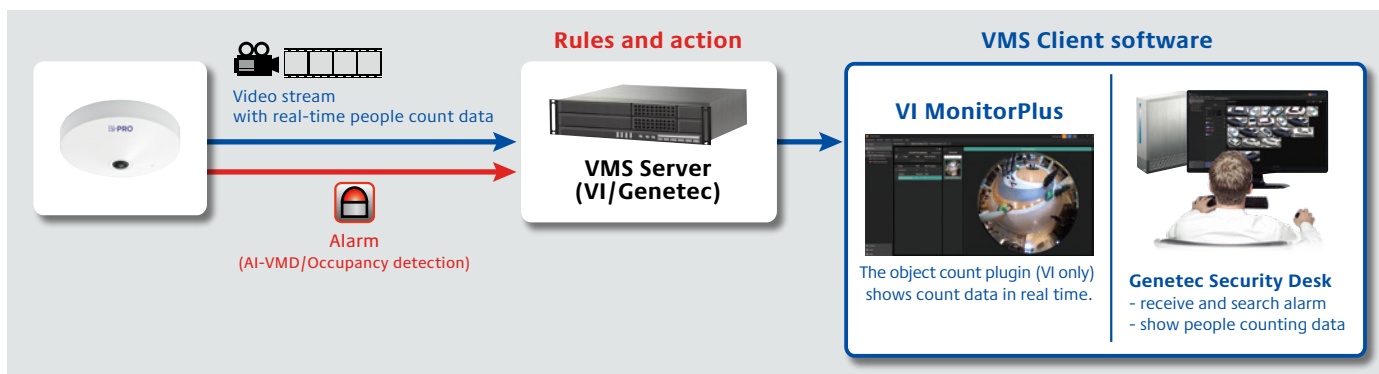 i-PRO
Video stream
with real-time people count data
Alarm
(AI-VMD/Occupancy detection)
Rules and action
VMS Server
(VI/Genetec)
VMS Client software
VI MonitorPlus
The object count plugin (VI only)
shows count data in real time.
Genetec Security Desk
- receive and search alarm
- show people counting data